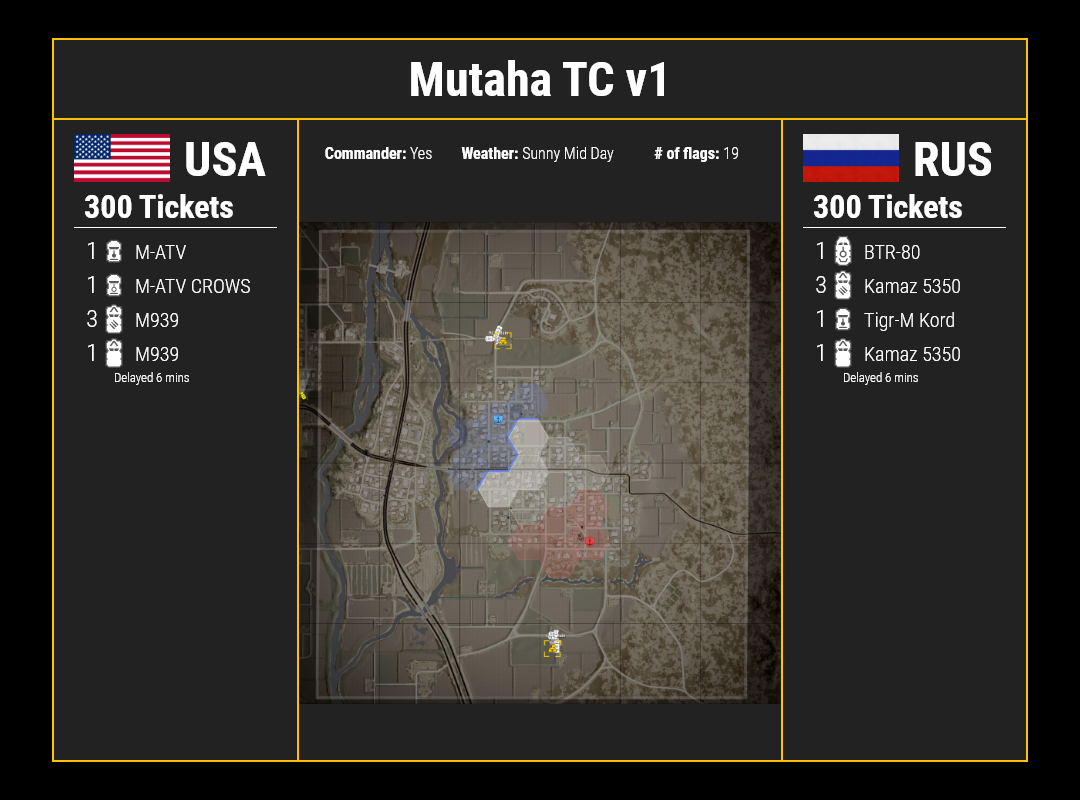 Mutaha TC v1
USA
300 Tickets
1 M-ATV
1 M-ATV CROWS
3 M939
1 M939
Delayed 6 mins
Commander: Yes Weather: Sunny Mid Day # of flags: 19
RUS
300 Tickets
1 BTR-80
3 Kamaz 5350
1 Tigr-M Kord
1 Kamaz 5350
Delayed 6 mins